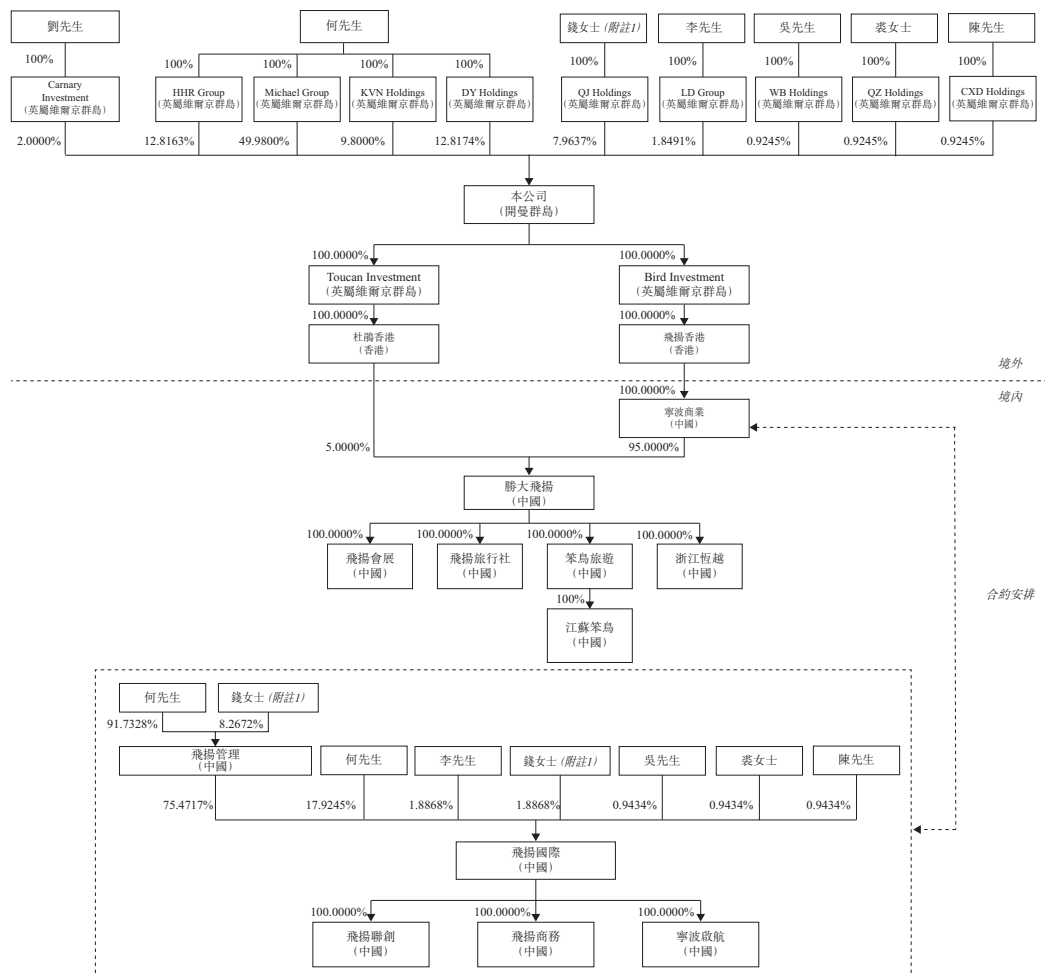 劉先生
何先生
錢女士 (附註1)
李先生
吳先生
裘女士
陳先生
100%
100%
100%
100%
100%
100%
100%
100%
100%
100%
Carnary
Investment
(英屬維爾京群島)
HHR Group
(英屬維爾京群島)
Michael Group
(英屬維爾京群島)
KVN Holdings
(英屬維爾京群島)
DY Holdings
(英屬維爾京群島)
QJ Holdings
(英屬維爾京群島)
LD Group
(英屬維爾京群島)
WB Holdings
(英屬維爾京群島)
QZ Holdings
(英屬維爾京群島)
CXD Holdings
(英屬維爾京群島)
2.0000%
12.8163%
49.9800%
9.8000%
12.8174%
7.9637%
1.8491%
0.9245%
0.9245%
0.9245%
本公司
(開曼群島)
100.0000%
100.0000%
Toucan Investment
(英屬維爾京群島)
Bird Investment
(英屬維爾京群島)
100.0000%
100.0000%
杜鵑香港
(香港)
飛揚香港
(香港)
境外
境內
100.0000%
寧波商業
(中國)
5.0000%
95.0000%
勝大飛揚
(中國)
100.0000%
100.0000%
100.0000%
100.0000%
飛揚會展
(中國)
飛揚旅行社
(中國)
笨鳥旅遊
(中國)
浙江恆越
(中國)
100%
江蘇笨鳥
(中國)
合約安排
何先生
錢女士 (附註1)
91.7328%
8.2672%
飛揚管理
(中國)
何先生
李先生
錢女士 (附註1)
吳先生
裘女士
陳先生
75.4717%
17.9245%
1.8868%
1.8868%
0.9434%
0.9434%
0.9434%
飛揚國際
(中國)
100.0000%
100.0000%
100.0000%
飛揚聯創
(中國)
飛揚商務
(中國)
寧波啟航
(中國)